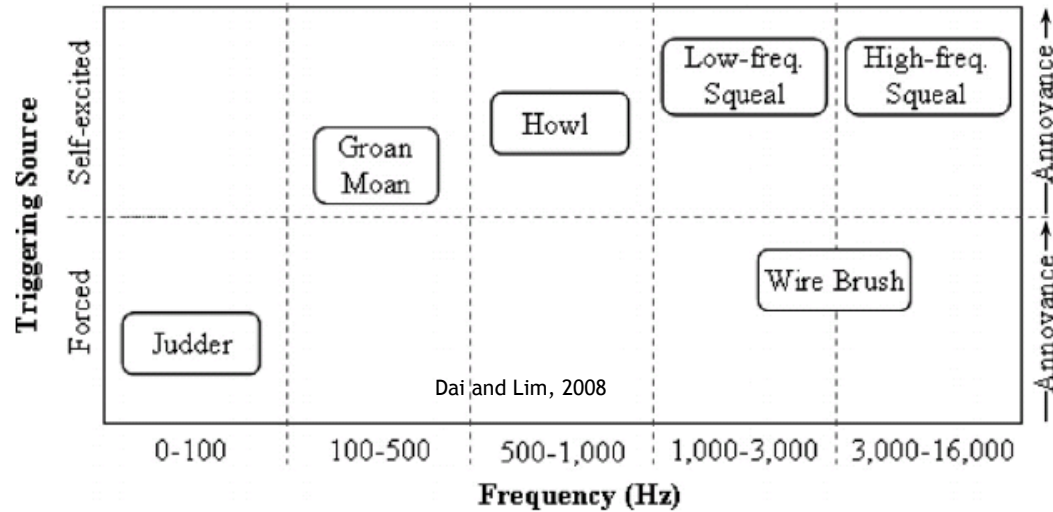 Triggering Source
Self-excited
Forced
Low-freq.
Squeal
High-freq.
Squeal
Howl
Groan
Moan
Wire Brush
Judder
Dai and Lim, 2008
Annoyance
Annoyance
0-100
100-500
500-1,000
1,000-3,000
3,000-16,000
Frequency (Hz)